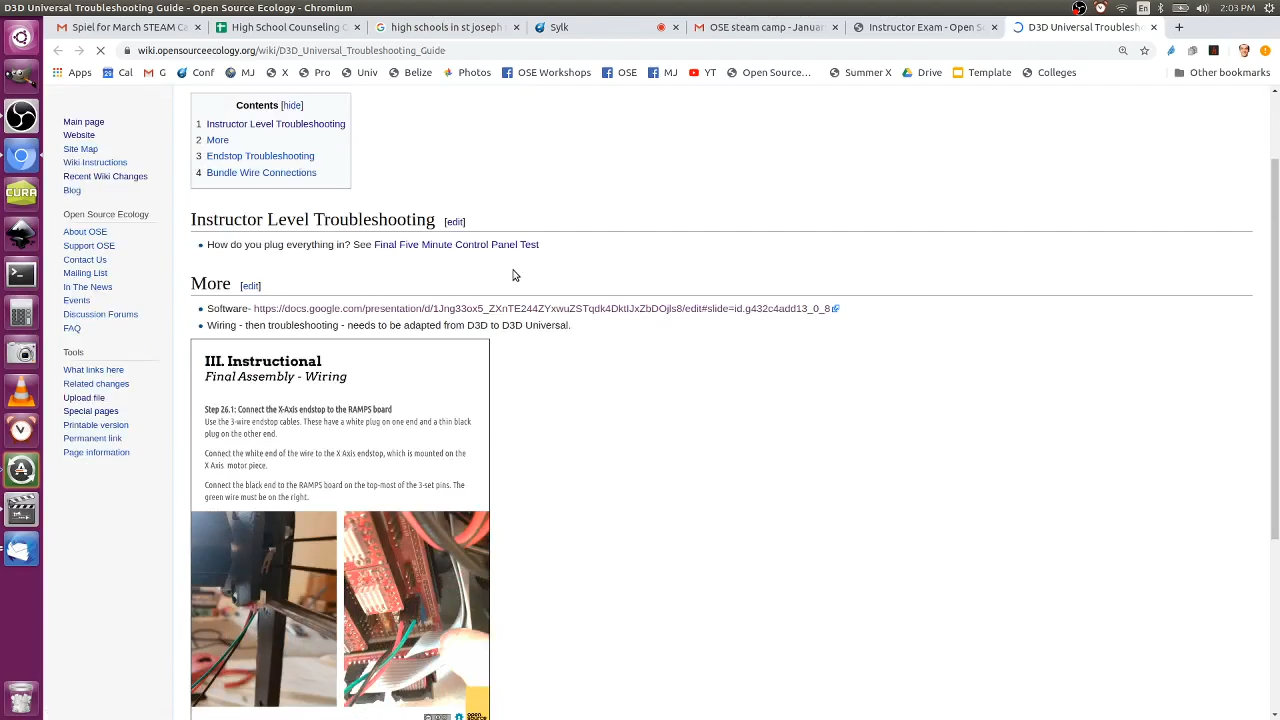 D3D Universal Troubleshooting Guide - Open Source Ecology - Chromium
En
2:03 PM
Spiel for March STEAM Ca
High School Counseling C
high schools in st joseph
Sylk
OSE steam camp - Januar
Instructor Exam - Open S
D3D Universal Troublesh
wiki.opensourceecology.org/wiki/D3D_Universal_Troubleshooting_Guide
Apps
Cal
G
Conf
MJ
X
Pro
Univ
Belize
Photos
OSE Workshops
OSE
MJ
YT
Open Source...
Summer X
Drive
Template
Colleges
Other bookmarks
Main page
Website
Site Map
Wiki Instructions
Recent Wiki Changes
Blog
Open Source Ecology
About OSE
Support OSE
Contact Us
Mailing List
In The News
Events
Discussion Forums
FAQ
Tools
What links here
Related changes
Upload file
Special pages
Printable version
Permanent link
Page information
Contents [hide]
1 Instructor Level Troubleshooting
2 More
3 Endstop Troubleshooting
4 Bundle Wire Connections
Instructor Level Troubleshooting [edit]
• How do you plug everything in? See Final Five Minute Control Panel Test
More [edit]
• Software- https://docs.google.com/presentation/d/1Jng33ox5_ZXnTE244ZYxwuZSTqdk4DktIJxZbDOjls8/edit#slide=id.g432c4add13_0_8
• Wiring - then troubleshooting - needs to be adapted from D3D to D3D Universal.
III. Instructional
Final Assembly - Wiring
Step 26.1: Connect the X-Axis endstop to the RAMPS board
Use the 3-wire endstop cables. These have a white plug on one end and a thin black
plug on the other end.
Connect the white end of the wire to the X Axis endstop, which is mounted on the
X Axis motor piece.
Connect the black end to the RAMPS board on the top-most of the 3-set pins. The
green wire must be on the right.
CURA